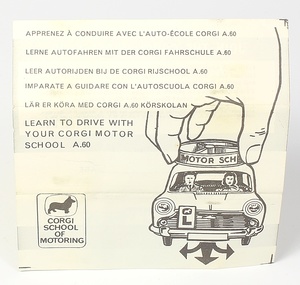 APPRENEZ À CONDUIRE AVEC L'AUTO-ÉCOLE CORGI A.60
LERNE AUTOFAHREN MIT DER CORGI FAHRSCHULE A.60
LEER AUTORIJDEN BIJ DE CORGI RIJSCHOOL A.60
IMPARATE A GUIDARE CON L'AUTOSCUOLA CORGI A.60
LÄR ER KÖRA MED CORGI A.60 KÖRSKOLAN
LEARN TO DRIVE WITH
YOUR CORGI MOTOR
SCHOOL A.60
MOTOR SCH
L
CORGI
SCHOOL
OF
MOTORING